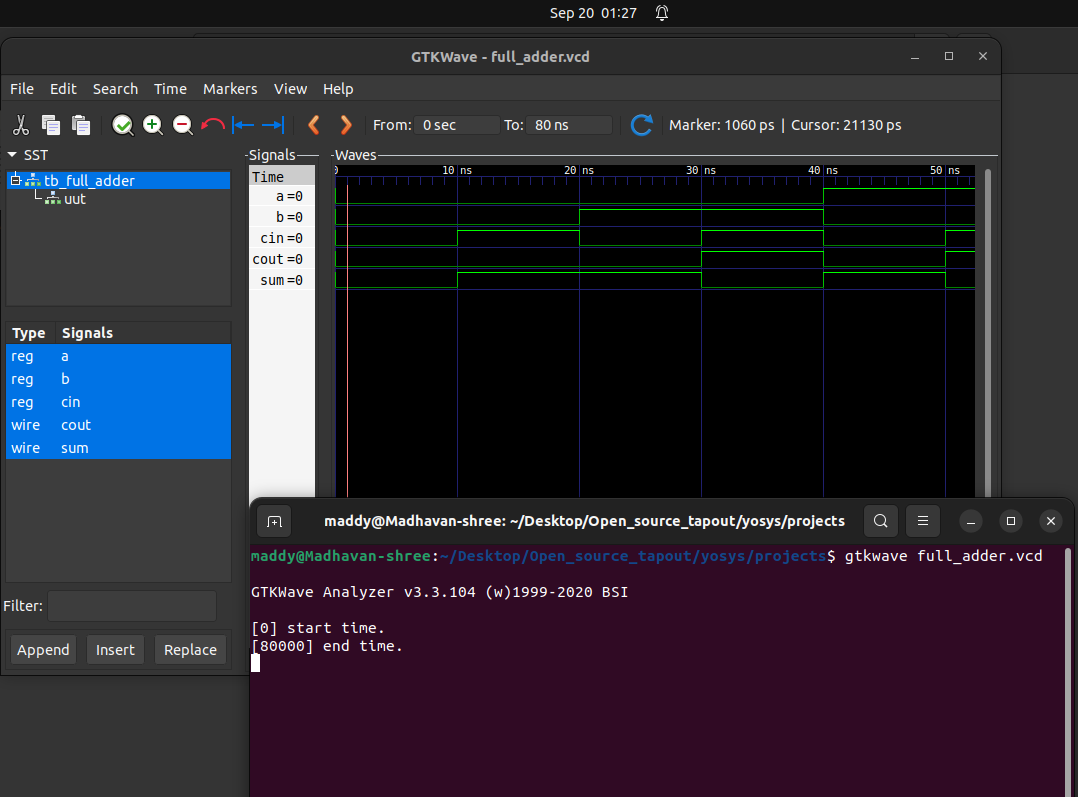 Sep 20 01:27
GTKWave - full_adder.vcd
File Edit Search Time Markers View Help
From: 0 sec To: 80 ns Marker: 1060 ps | Cursor: 21130 ps
SST
tb_full_adder
uut
Type Signals
reg a
reg b
reg cin
wire cout
wire sum
Filter:
Append Insert Replace
Signals
Time
a=0
b=0
cin=0
cout=0
sum=0
Waves
0 10 ns 20 ns 30 ns 40 ns 50 ns
maddy@Madhavan-shree: ~/Desktop/Open_source_tapout/yosys/projects
maddy@Madhavan-shree:~/Desktop/Open_source_tapout/yosys/projects$ gtkwave full_adder.vcd
GTKWave Analyzer v3.3.104 (w)1999-2020 BSI
[0] start time.
[80000] end time.